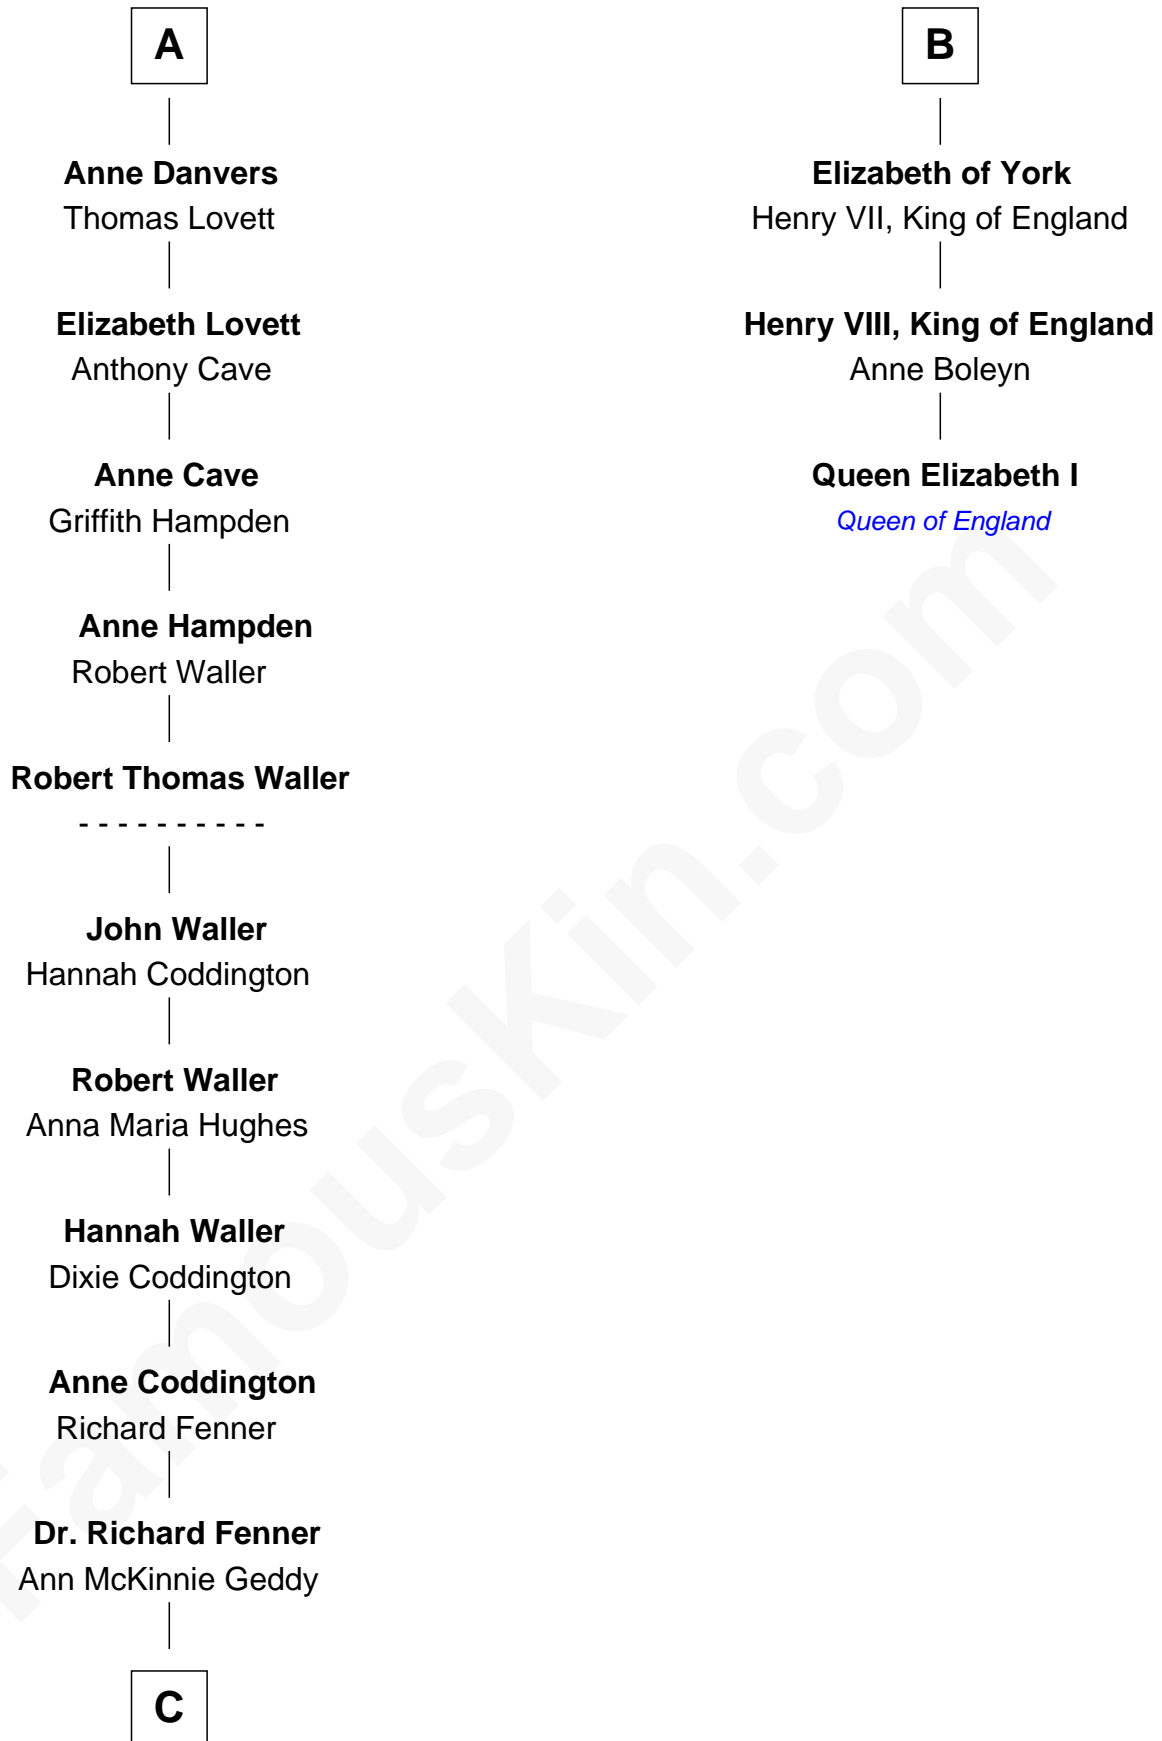 A
Anne Danvers
Thomas Lovett
Elizabeth Lovett
Anthony Cave
Anne Cave
Griffith Hampden
Anne Hampden
Robert Waller
Robert Thomas Waller
- - - - - - - - - -
John Waller
Hannah Coddington
Robert Waller
Anna Maria Hughes
Hannah Waller
Dixie Coddington
Anne Coddington
Richard Fenner
Dr. Richard Fenner
Ann McKinnie Geddy
C
B
Elizabeth of York
Henry VII, King of England
Henry VIII, King of England
Anne Boleyn
Queen Elizabeth I
Queen of England
FamousKin.com